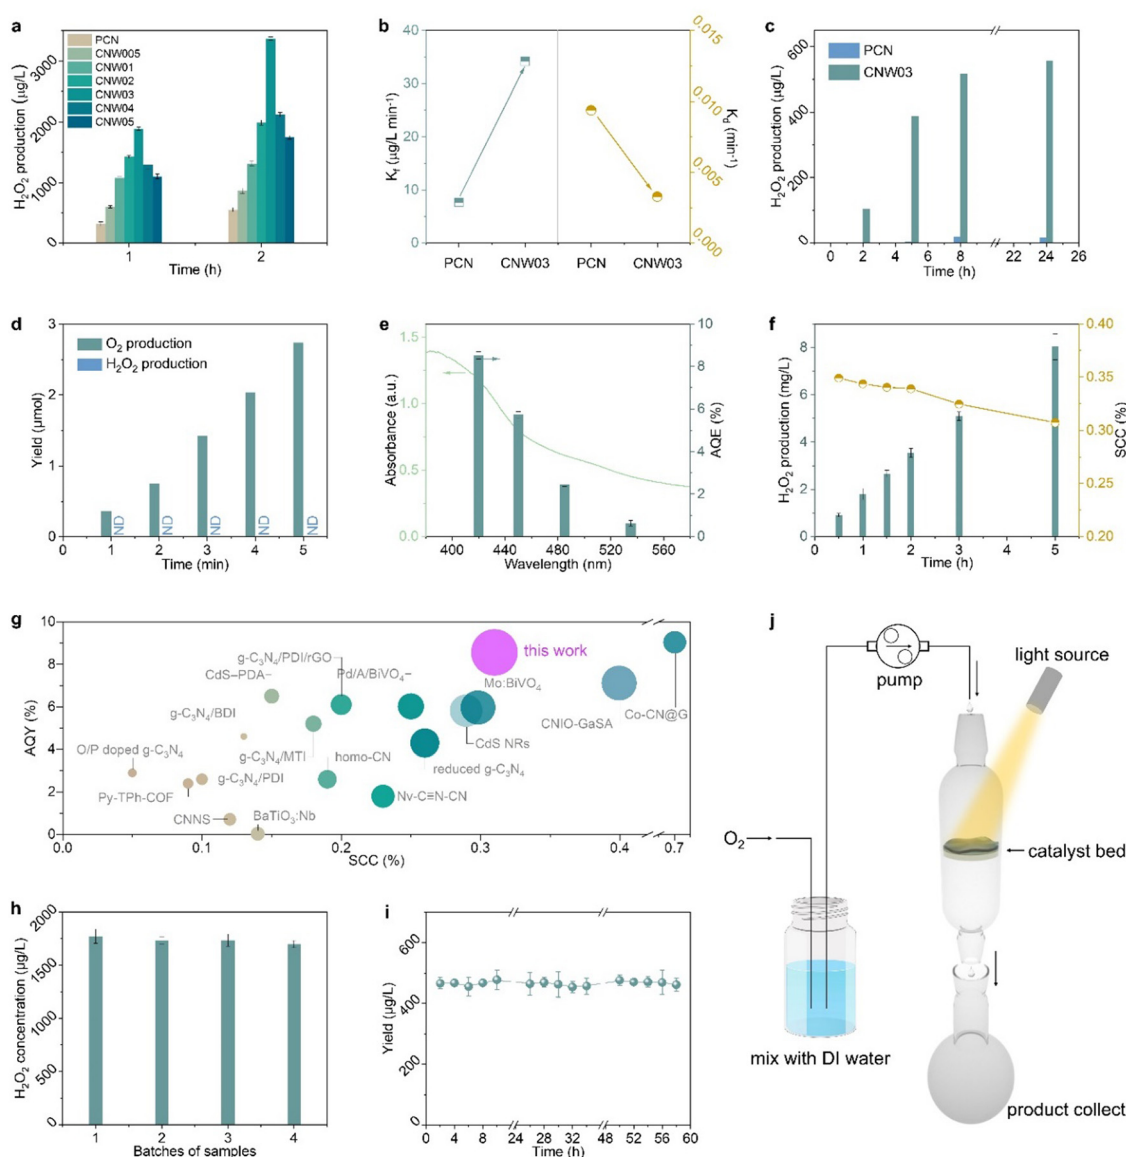 a
PCN
CNW005
CNW01
CNW02
CNW03
CNW04
CNW05
H₂O₂ production (μg/L)
0
1000
2000
3000
1
2
Time (h)
b
Kf (μg/L min⁻¹)
0
10
20
30
40
PCN
CNW03
PCN
CNW03
0.000
0.005
0.010
0.015
Kd (min⁻¹)
c
PCN
CNW03
H₂O₂ production (μg/L)
0
200
400
600
0 2 4 6 8 10 22 24 26
Time (h)
d
O₂ production
H₂O₂ production
Yield (μmol)
0
1
2
3
ND ND ND ND ND
0 1 2 3 4 5
Time (min)
e
Absorbance (a.u.)
0.0
0.5
1.0
1.5
400 440 480 520 560
Wavelength (nm)
0
2
4
6
8
10
AQE (%)
f
H₂O₂ production (mg/L)
0
2
4
6
8
0 1 2 3 4 5
Time (h)
0.20
0.25
0.30
0.35
0.40
SCC (%)
g
AQY (%)
0
2
4
6
8
10
g-C₃N₄/PDI/rGO
CdS–PDA
Pd/A/BiVO₄
this work
Mo:BiVO₄
g-C₃N₄/BDI
CNIO-GaSA
Co-CN@G
O/P doped g-C₃N₄
g-C₃N₄/MTI
homo-CN
CdS NRs
g-C₃N₄/PDI
reduced g-C₃N₄
Py-TPh-COF
Nv-C≡N-CN
CNNS
BaTiO₃:Nb
0.0 0.1 0.2 0.3 0.4 0.7
SCC (%)
h
H₂O₂ concentration (μg/L)
0
500
1000
1500
1750
2000
1 2 3 4
Batches of samples
i
Yield (μg/L)
0
200
400
600
0 4 8 12 24 28 32 36 48 52 56 60
Time (h)
j
light source
pump
O₂
catalyst bed
mix with DI water
product collect